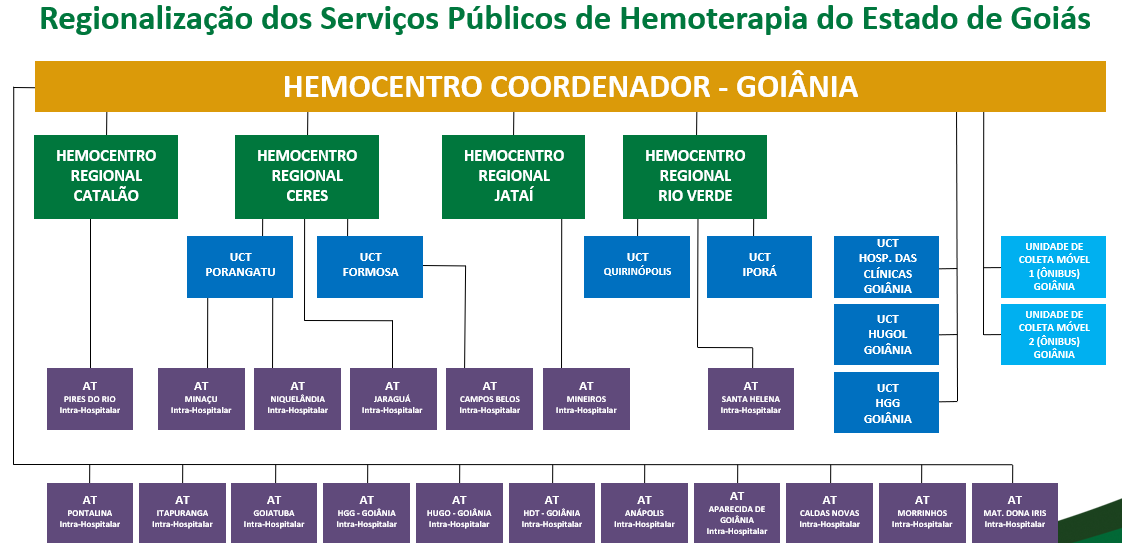 Regionalização dos Serviços Públicos de Hemoterapia do Estado de Goiás
HEMOCENTRO COORDENADOR - GOIÂNIA
HEMOCENTRO
REGIONAL
CATALÃO
HEMOCENTRO
REGIONAL
CERES
HEMOCENTRO
REGIONAL
JATAÍ
HEMOCENTRO
REGIONAL
RIO VERDE
UCT
PORANGATU
UCT
FORMOSA
UCT
QUIRINÓPOLIS
UCT
IPORÁ
UCT
HOSP. DAS
CLÍNICAS
GOIÂNIA
UNIDADE DE
COLETA MÓVEL
1 (ÔNIBUS)
GOIÂNIA
UCT
HUGOL
GOIÂNIA
UNIDADE DE
COLETA MÓVEL
2 (ÔNIBUS)
GOIÂNIA
AT
PIRES DO RIO
Intra-Hospitalar
AT
MINAÇU
Intra-Hospitalar
AT
NIQUELÂNDIA
Intra-Hospitalar
AT
JARAGUÁ
Intra-Hospitalar
AT
CAMPOS BELOS
Intra-Hospitalar
AT
MINEIROS
Intra-Hospitalar
AT
SANTA HELENA
Intra-Hospitalar
UCT
HGG
GOIÂNIA
AT
PONTALINA
Intra-Hospitalar
AT
ITAPURANGA
Intra-Hospitalar
AT
GOIATUBA
Intra-Hospitalar
AT
HGG - GOIÂNIA
Intra-Hospitalar
AT
HUGO - GOIÂNIA
Intra-Hospitalar
AT
HDT - GOIÂNIA
Intra-Hospitalar
AT
ANÁPOLIS
Intra-Hospitalar
AT
APARECIDA DE
GOIÂNIA
Intra-Hospitalar
AT
CALDAS NOVAS
Intra-Hospitalar
AT
MORRINHOS
Intra-Hospitalar
AT
MAT. DONA IRIS
Intra-Hospitalar